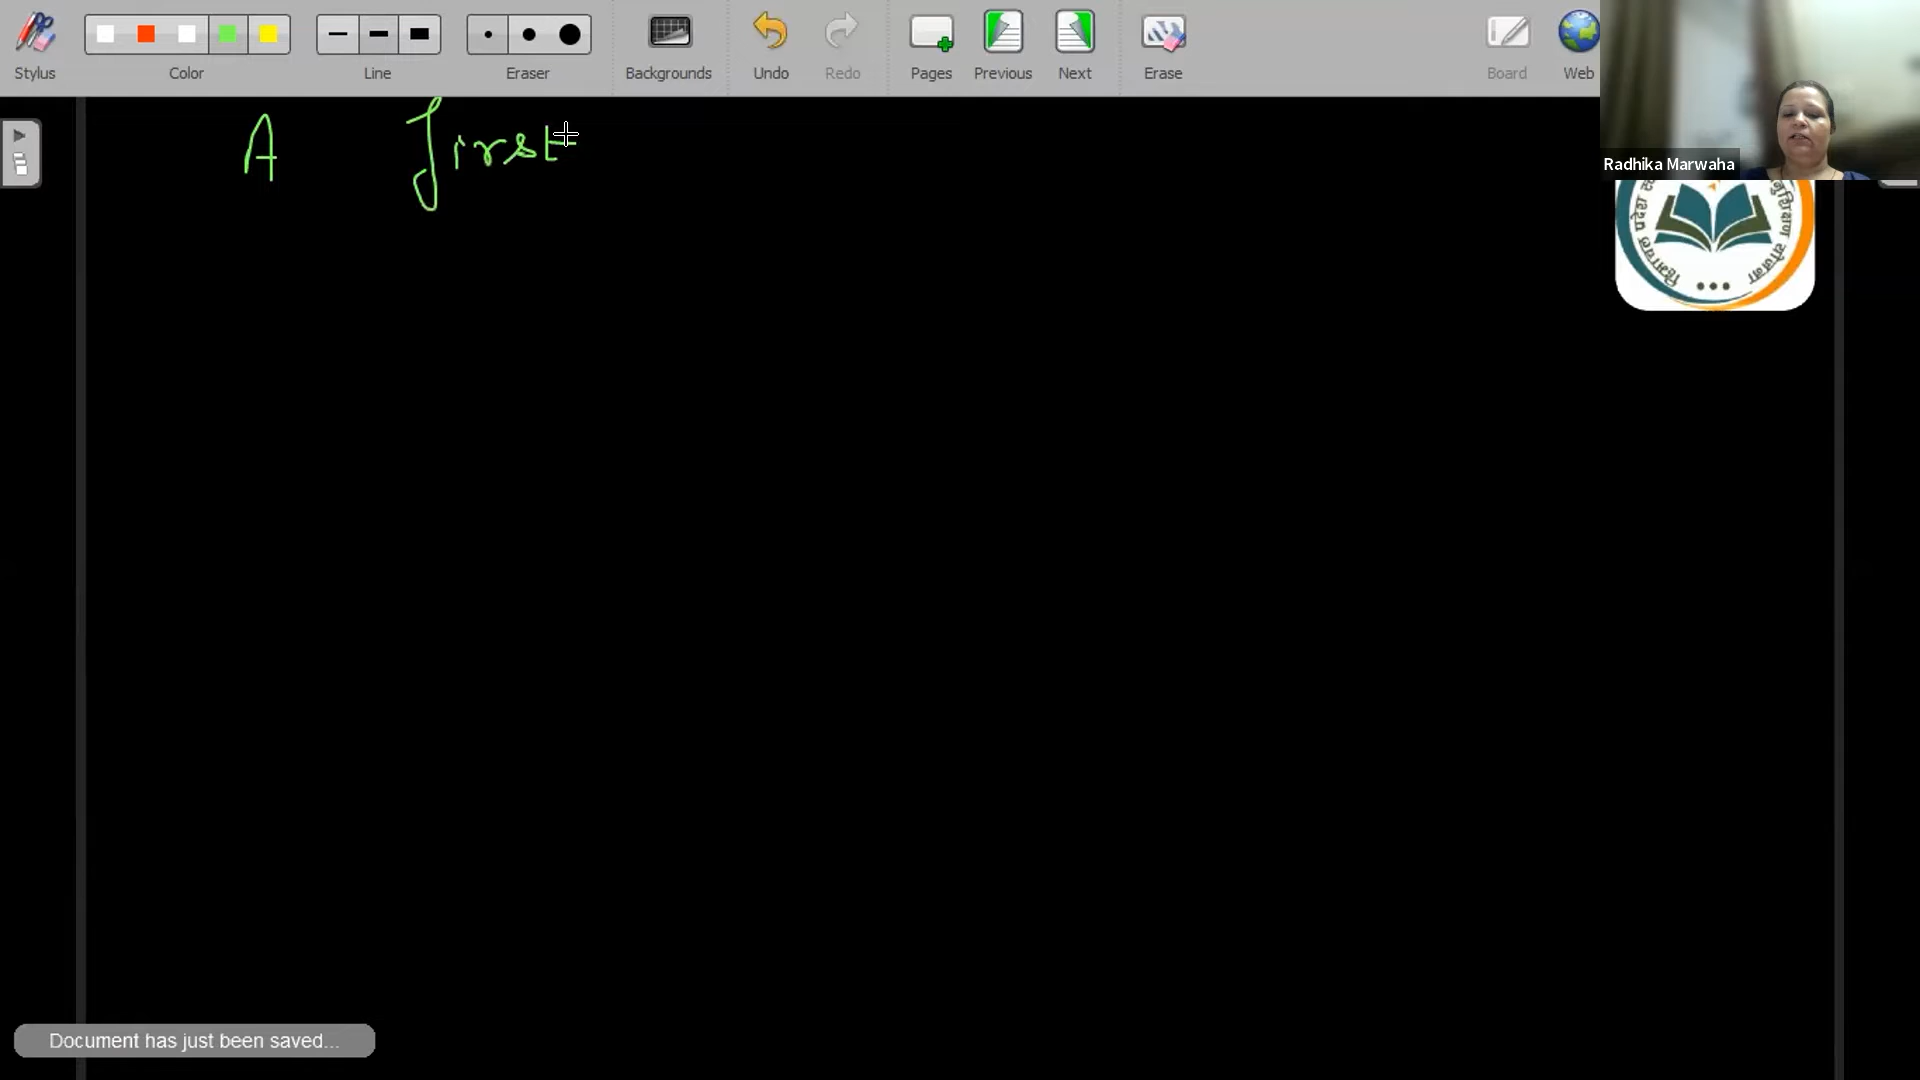 Stylus Color Line Eraser Backgrounds Undo Redo Pages Previous Next Erase Board Web
A first
Radhika Marwaha
Document has just been saved...